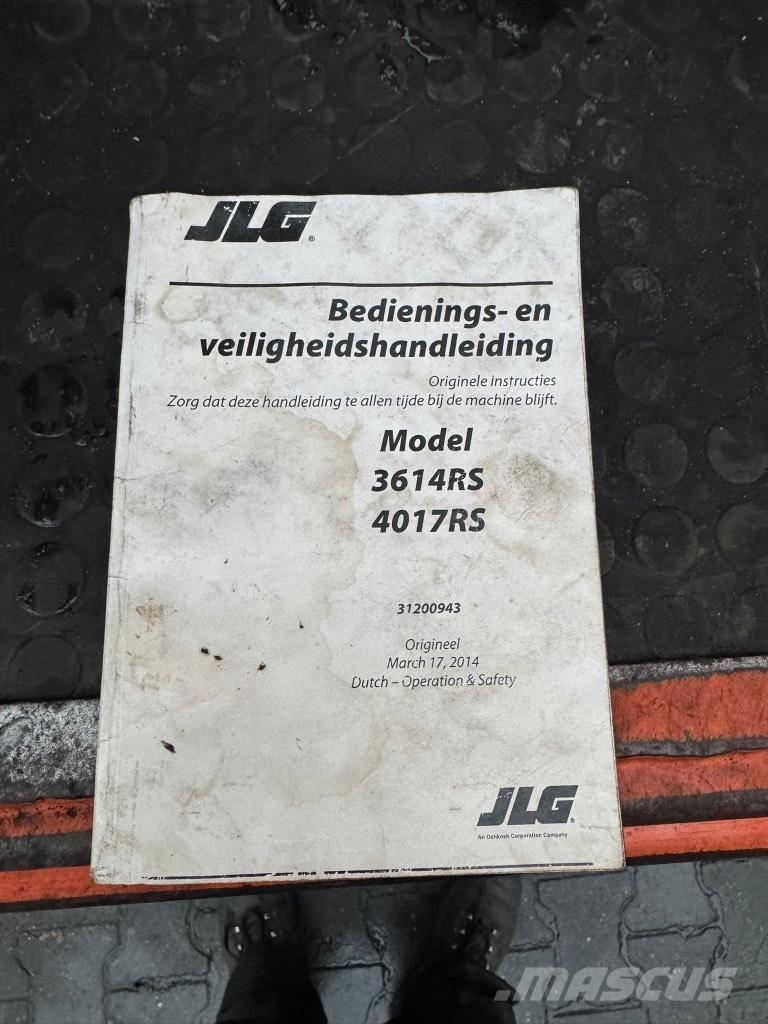 JLG®
Bedienings- en
veiligheidshandleiding
Originele instructies
Zorg dat deze handleiding te allen tijde bij de machine blijft.
Model
3614RS
4017RS
31200943
Origineel
March 17, 2014
Dutch – Operation & Safety
JLG®
An Oshkosh Corporation Company
.MASCUS